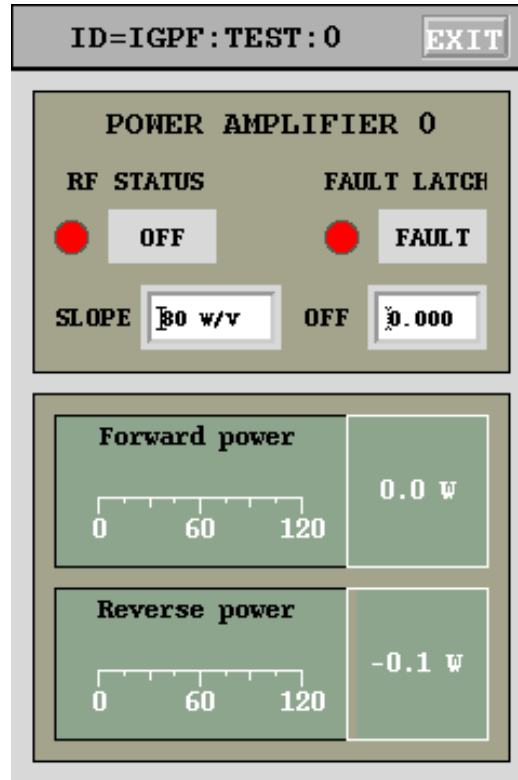 ID=IGPF:TEST:0 EXIT
POWER AMPLIFIER 0
RF STATUS FAULT LATCH
OFF FAULT
SLOPE 80 w/v OFF 0.000
Forward power
0.0 W
0 60 120
Reverse power
-0.1 W
0 60 120